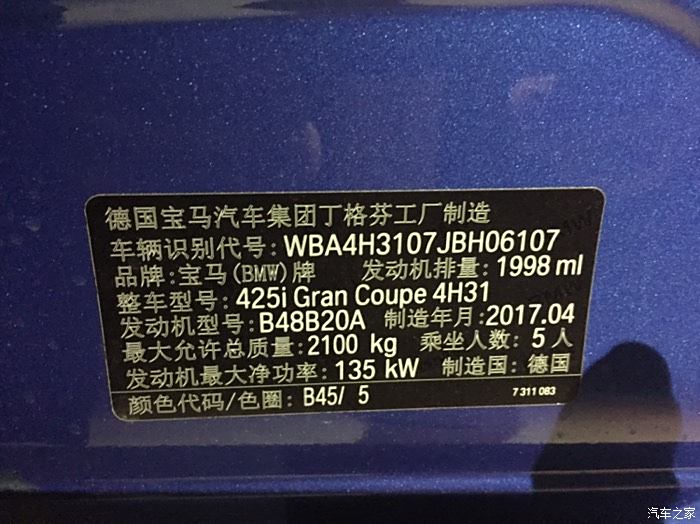 德国宝马汽车集团丁格芬工厂制造
车辆识别代号: WBA4H3107JBH06107
品牌: 宝马(BMW)牌 发动机排量: 1998 ml
整车型号: 425i Gran Coupe 4H31
发动机型号: B48B20A 制造年月: 2017.04
最大允许总质量: 2100 kg 乘坐人数: 5 人
发动机最大净功率: 135 kW 制造国: 德国
颜色代码/色圈: B45/ 5 7 311 083
汽车之家